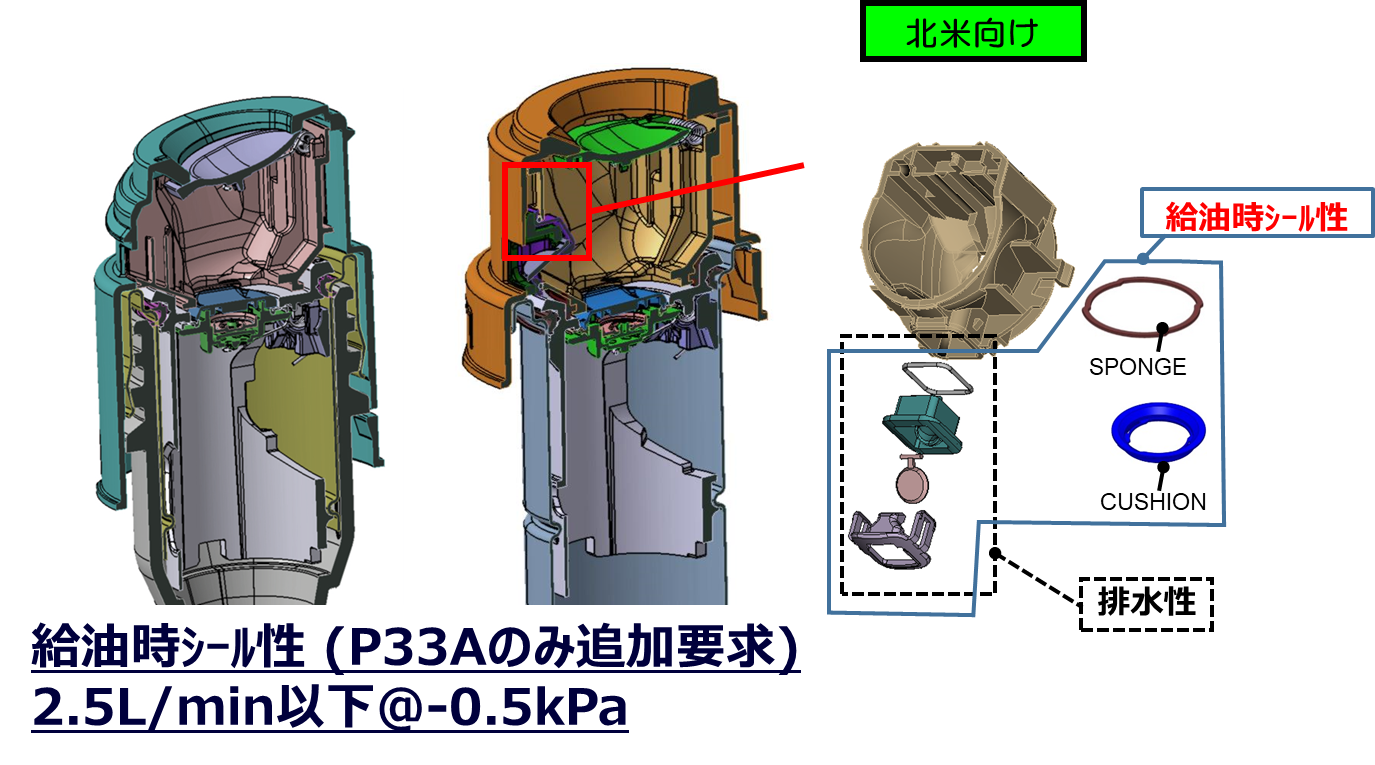 北米向け
給油時ｼｰﾙ性
SPONGE
CUSHION
排水性
給油時ｼｰﾙ性 (P33Aのみ追加要求)
2.5L/min以下@-0.5kPa